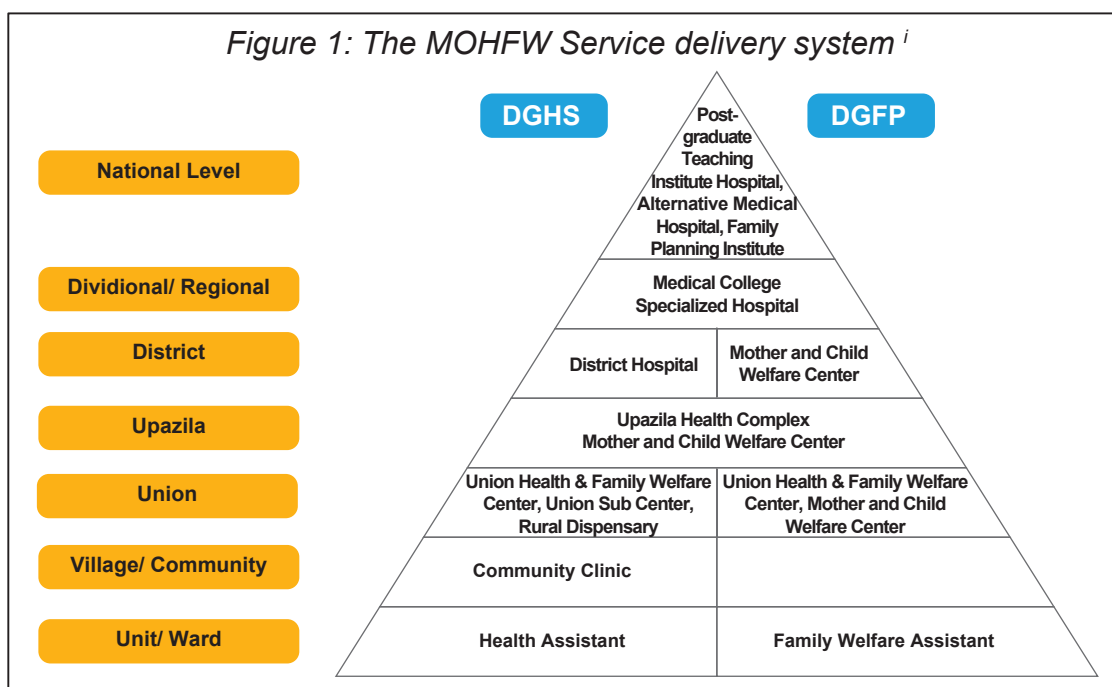 Figure 1: The MOHFW Service delivery system i
DGHS
DGFP
National Level
Post-
graduate
Teaching
Institute Hospital,
Alternative Medical
Hospital, Family
Planning Institute
Dividional/ Regional
Medical College
Specialized Hospital
District
District Hospital
Mother and Child
Welfare Center
Upazila
Upazila Health Complex
Mother and Child Welfare Center
Union
Union Health & Family Welfare
Center, Union Sub Center,
Rural Dispensary
Union Health & Family Welfare
Center, Mother and Child
Welfare Center
Village/ Community
Community Clinic
Unit/ Ward
Health Assistant
Family Welfare Assistant